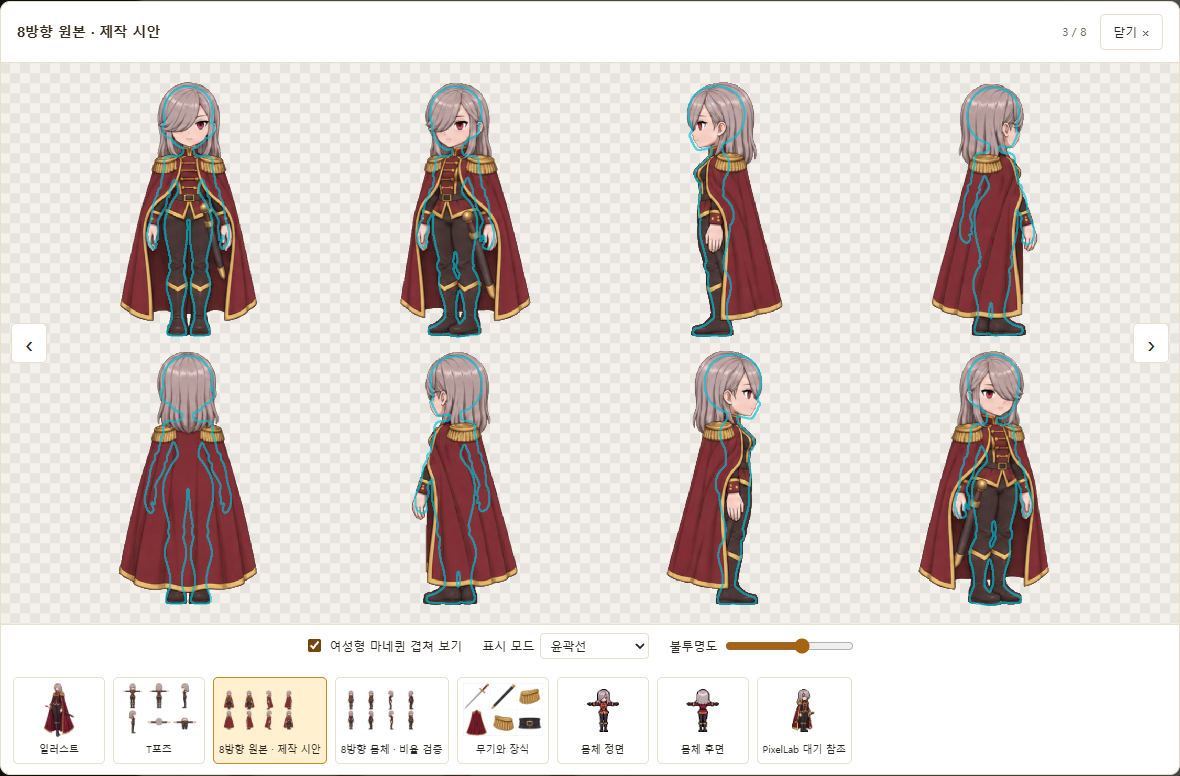 8방향 원본 · 제작 시안
3 / 8
닫기 ×
‹
›
여성형 마네킨 겹쳐 보기
표시 모드
윤곽선
불투명도
일러스트
T포즈
8방향 원본 · 제작 시안
8방향 몸체 · 비율 검증
무기와 장식
몸체 정면
몸체 후면
PixelLab 대기 참조